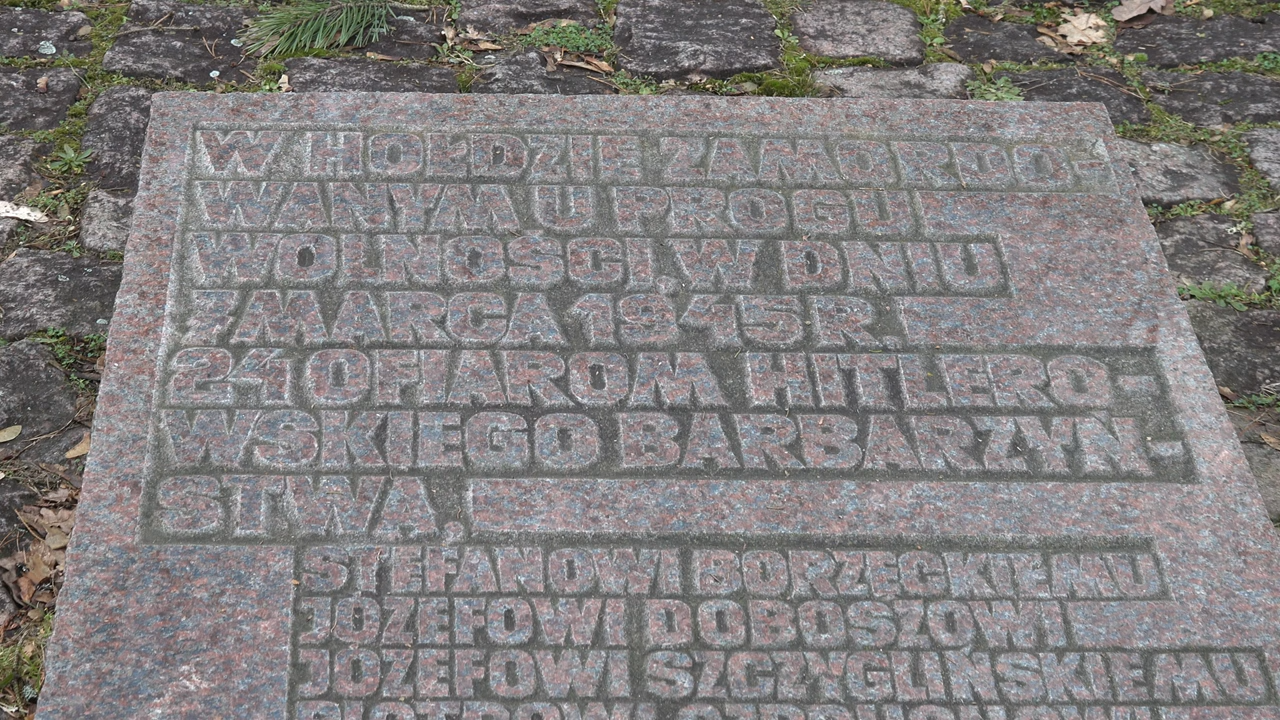 W HOŁDZIE ZAMORDO-
WANYM U PROGU
WOLNOŚCI, W DNIU
7 MARCA 1945 R.
24 OFIAROM HITLERO-
WSKIEGO BARBARZYŃ-
STWA.
STEFANOWI BORZĘCKIEMU
JÓZEFOWI DOBOSZOWI
JÓZEFOWI SZCZYGLIŃSKIEMU